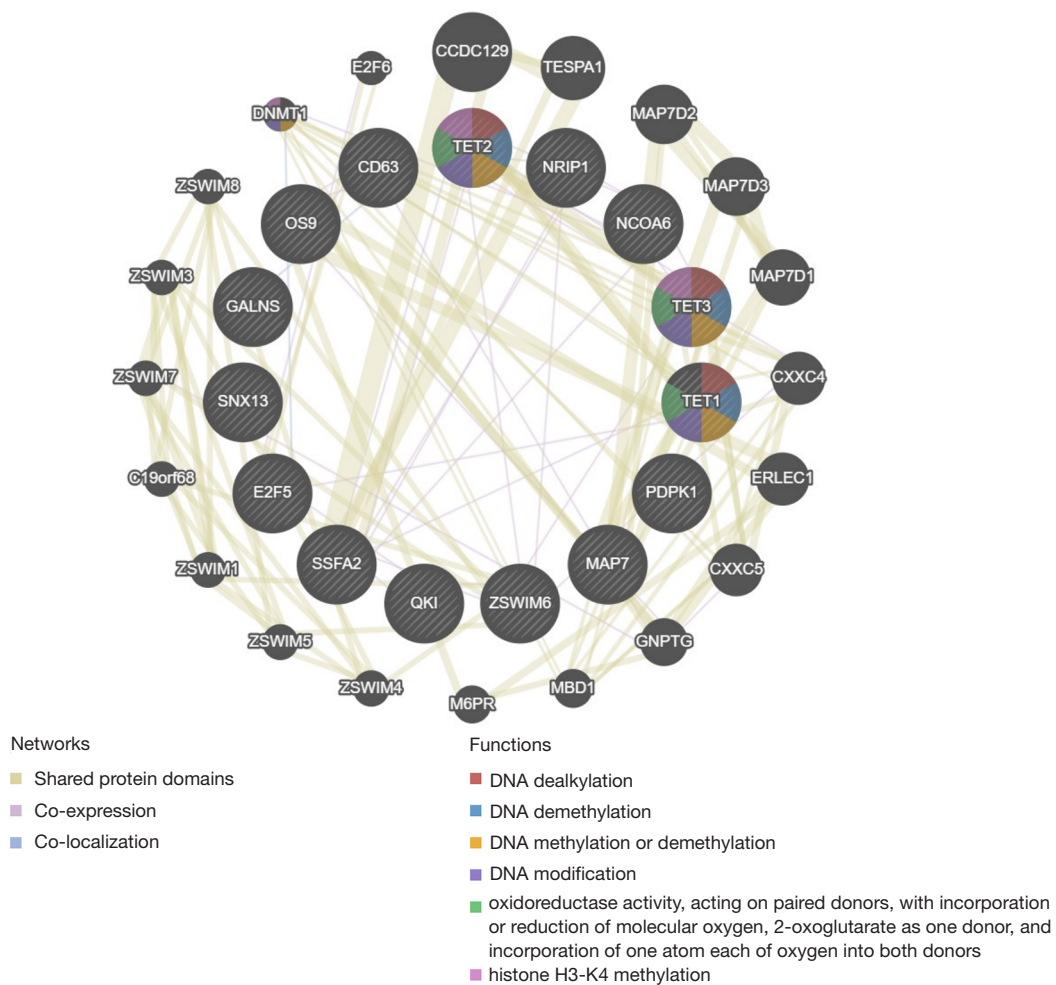 CCDC129
E2F6
TESPA1
DNMT1
MAP7D2
TET2
CD63
NRIP1
ZSWIM8
MAP7D3
OS9
NCOA6
ZSWIM3
MAP7D1
GALNS
TET3
ZSWIM7
CXXC4
SNX13
TET1
C19orf68
ERLEC1
E2F5
PDPK1
ZSWIM1
SSFA2
MAP7
CXXC5
QKI
ZSWIM6
ZSWIM5
GNPTG
ZSWIM4
MBD1
M6PR
Networks
Shared protein domains
Co-expression
Co-localization
Functions
DNA dealkylation
DNA demethylation
DNA methylation or demethylation
DNA modification
oxidoreductase activity, acting on paired donors, with incorporation
or reduction of molecular oxygen, 2-oxoglutarate as one donor, and
incorporation of one atom each of oxygen into both donors
histone H3-K4 methylation